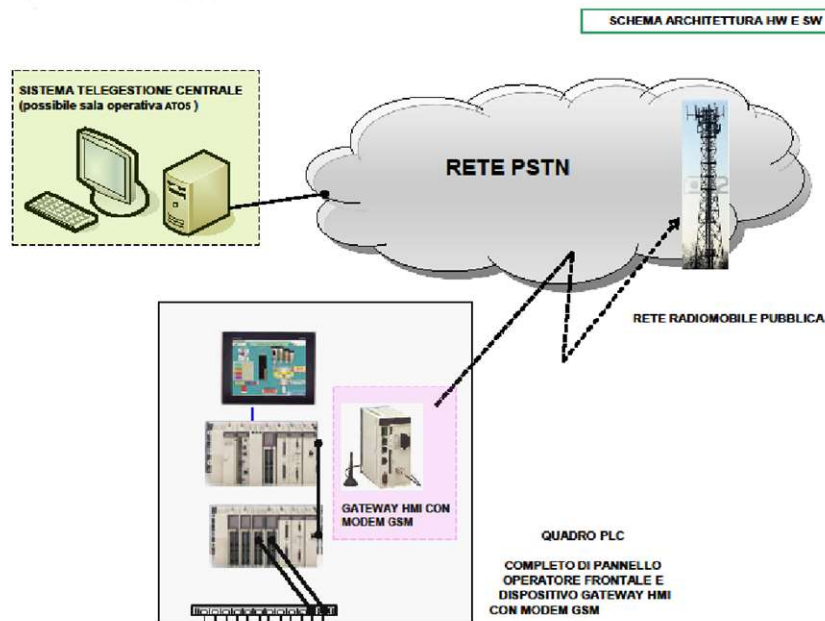 SCHEMA ARCHITETTURA HW E SW
SISTEMA TELEGESTIONE CENTRALE
(possibile sala operativa ATO5 )
RETE PSTN
RETE RADIOMOBILE PUBBLICA
GATEWAY HMI CON
MODEM GSM
QUADRO PLC
COMPLETO DI PANNELLO
OPERATORE FRONTALE E
DISPOSITIVO GATEWAY HMI
CON MODEM GSM